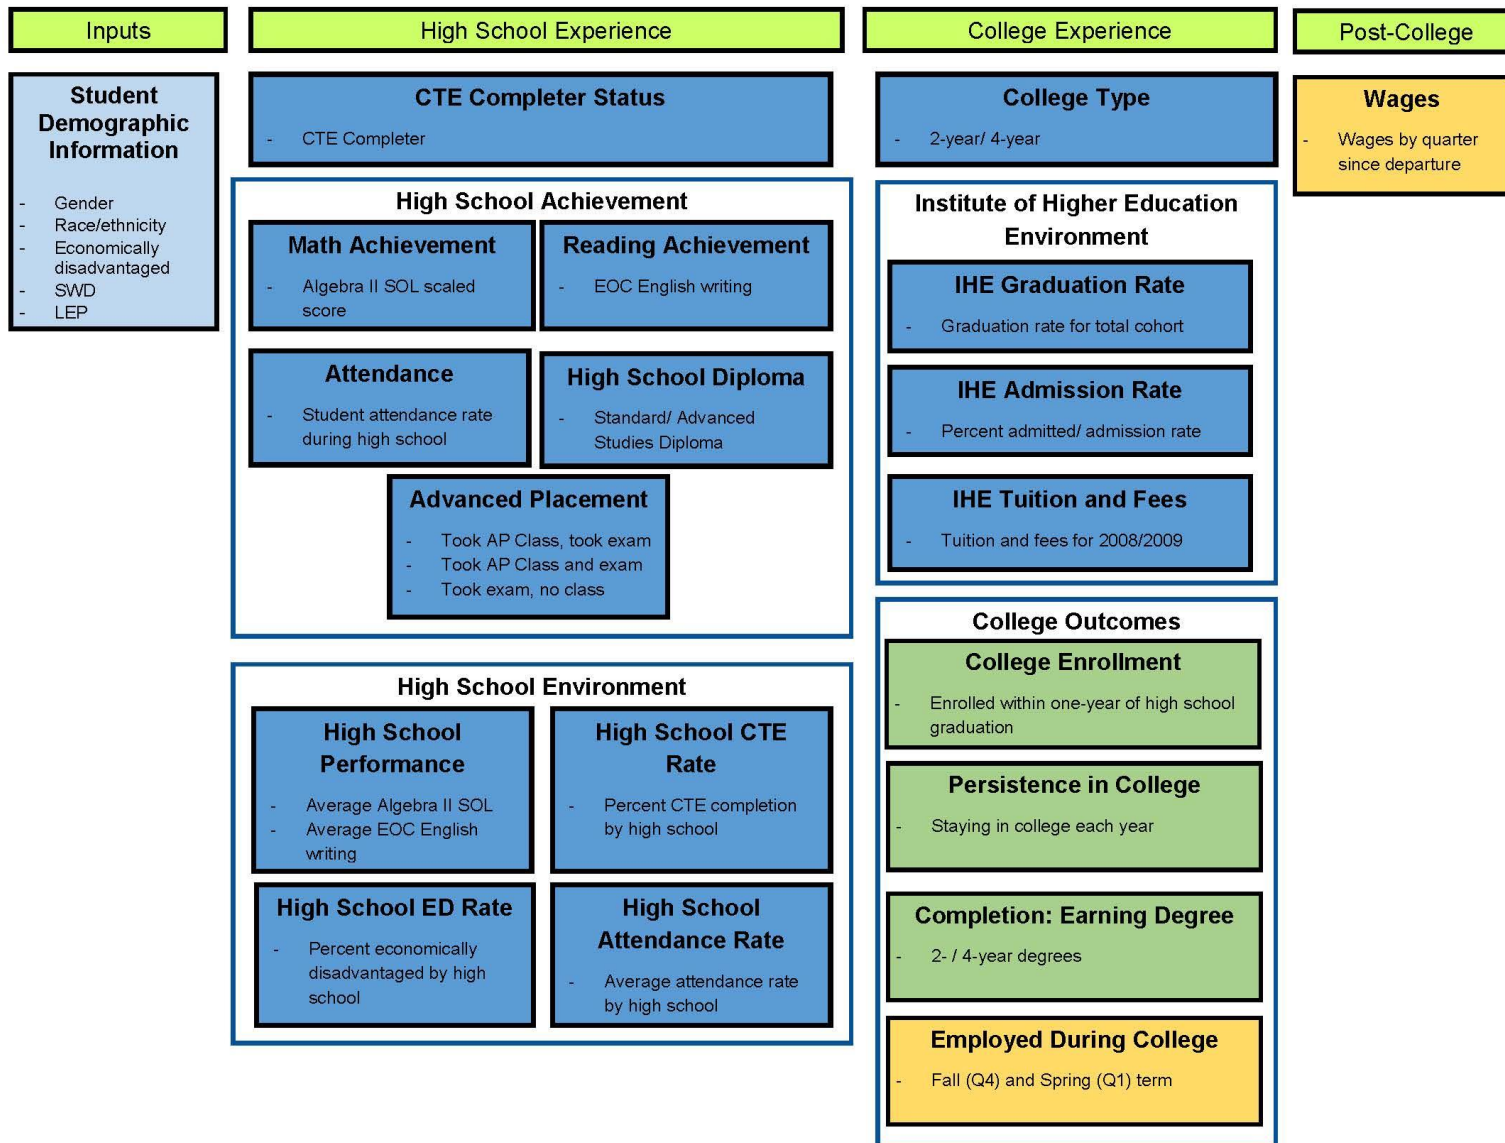 Inputs
High School Experience
College Experience
Post-College
Student
Demographic
Information
- Gender
- Race/ethnicity
- Economically
disadvantaged
- SWD
- LEP
CTE Completer Status
- CTE Completer
High School Achievement
Math Achievement
- Algebra II SOL scaled
score
Reading Achievement
- EOC English writing
Attendance
- Student attendance rate
during high school
High School Diploma
- Standard/ Advanced
Studies Diploma
Advanced Placement
- Took AP Class, took exam
- Took AP Class and exam
- Took exam, no class
High School Environment
High School
Performance
- Average Algebra II SOL
- Average EOC English
writing
High School CTE
Rate
- Percent CTE completion
by high school
High School ED Rate
- Percent economically
disadvantaged by high
school
High School
Attendance Rate
- Average attendance rate
by high school
College Type
- 2-year/ 4-year
Institute of Higher Education
Environment
IHE Graduation Rate
- Graduation rate for total cohort
IHE Admission Rate
- Percent admitted/ admission rate
IHE Tuition and Fees
- Tuition and fees for 2008/2009
College Outcomes
College Enrollment
- Enrolled within one-year of high school
graduation
Persistence in College
- Staying in college each year
Completion: Earning Degree
- 2- / 4-year degrees
Employed During College
- Fall (Q4) and Spring (Q1) term
Wages
- Wages by quarter
since departure